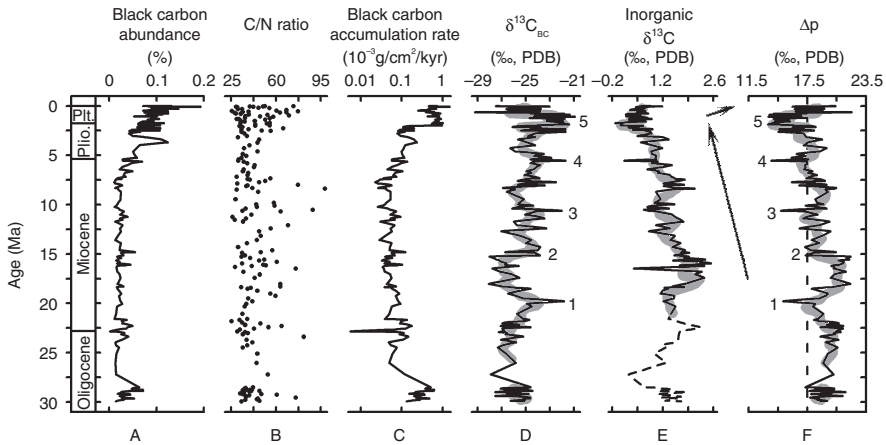 Black carbon abundance (%)
0 0.1 0.2
C/N ratio
25 60 95
Black carbon accumulation rate (10⁻³g/cm²/kyr)
0.01 0.1 1
δ¹³C_BC (‰, PDB)
−29 −25 −21
Inorganic δ¹³C (‰, PDB)
−0.2 1.2 2.6
Δp (‰, PDB)
11.5 17.5 23.5
Age (Ma)
0
5
10
15
20
25
30
Plt.
Plio.
Miocene
Oligocene
5
4
3
2
1
5
4
3
2
1
A B C D E F